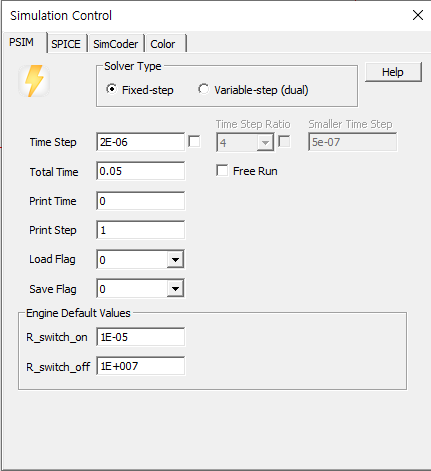 Simulation Control
PSIM SPICE SimCoder Color
Solver Type
Fixed-step Variable-step (dual)
Help
Time Step Ratio Smaller Time Step
Time Step 2E-06 4 5e-07
Total Time 0.05 Free Run
Print Time 0
Print Step 1
Load Flag 0
Save Flag 0
Engine Default Values
R_switch_on 1E-05
R_switch_off 1E+007